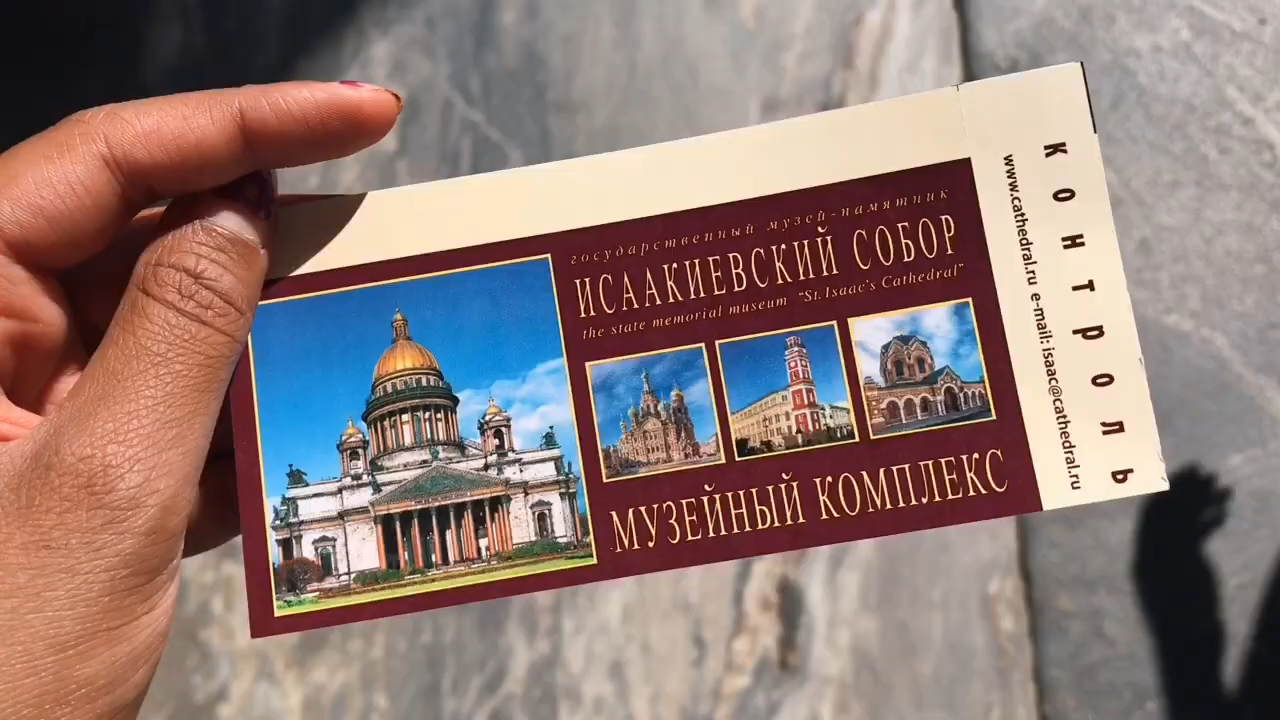 государственный музей-памятник
ИСААКИЕВСКИЙ СОБОР
the state memorial museum "St.Isaac's Cathedral"
МУЗЕЙНЫЙ КОМПЛЕКС
www.cathedral.ru e-mail: isaac@cathedral.ru
контроль